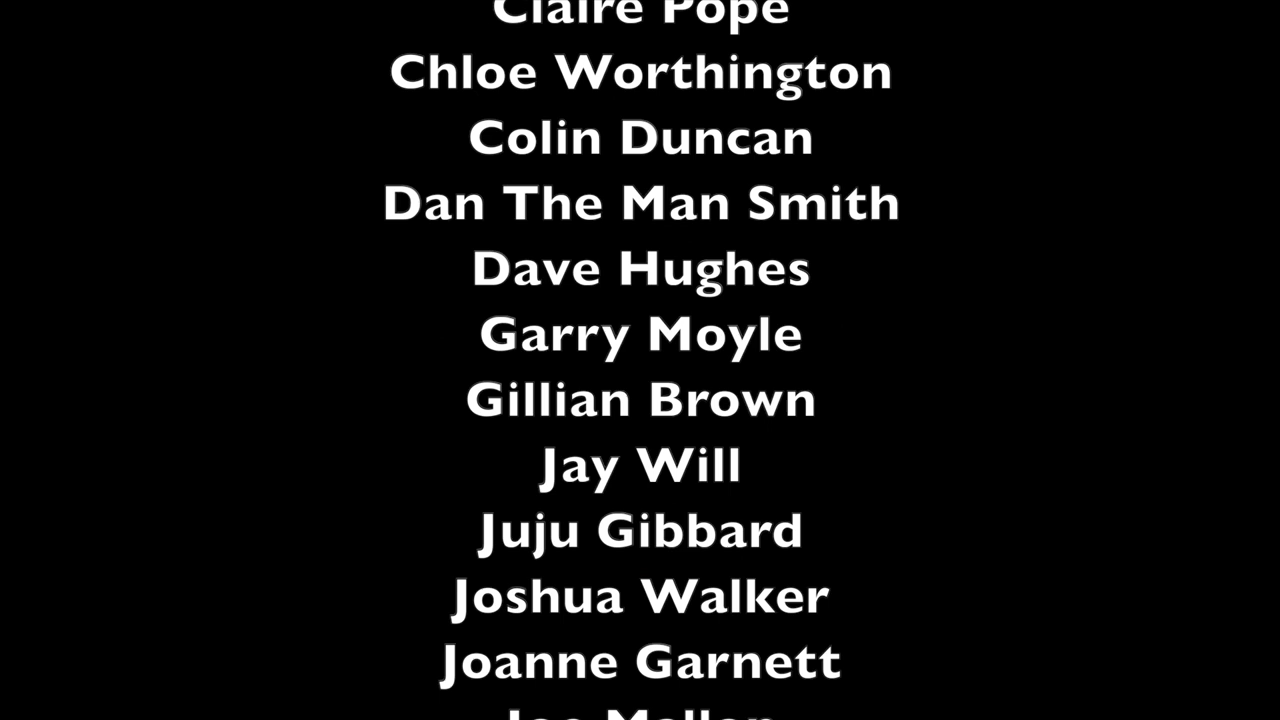 Claire Pope
Chloe Worthington
Colin Duncan
Dan The Man Smith
Dave Hughes
Garry Moyle
Gillian Brown
Jay Will
Juju Gibbard
Joshua Walker
Joanne Garnett